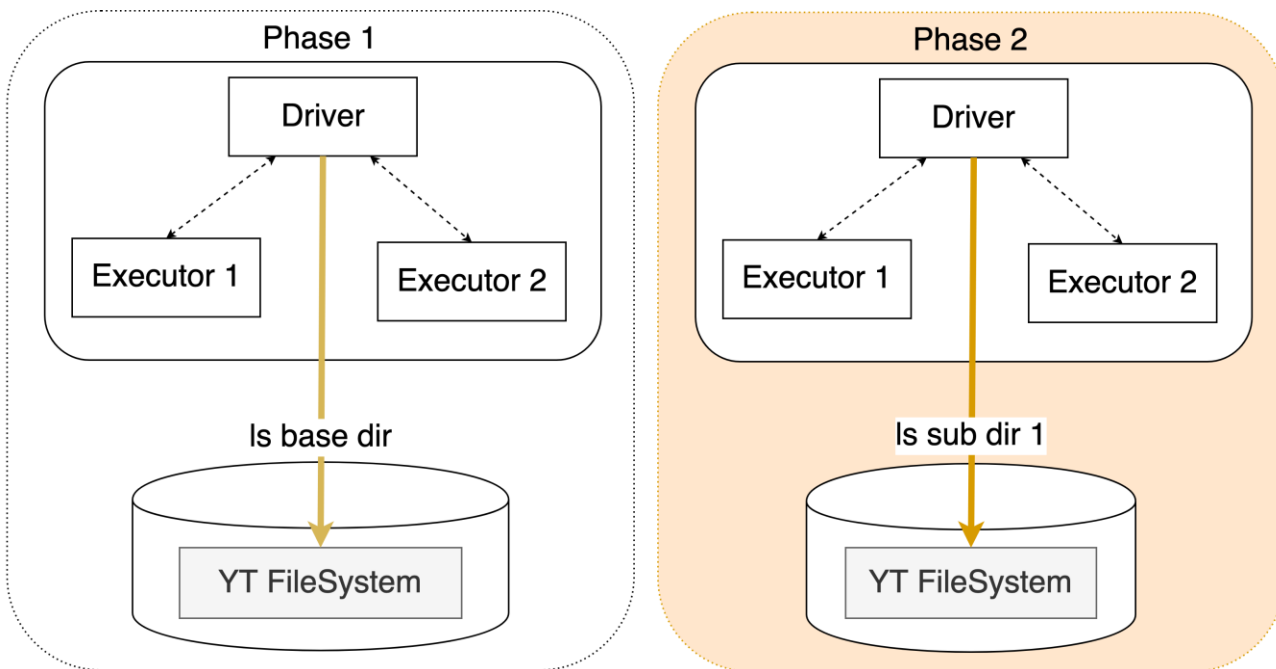 Phase 1
Driver
Executor 1
Executor 2
ls base dir
YT FileSystem
Phase 2
Driver
Executor 1
Executor 2
ls sub dir 1
YT FileSystem